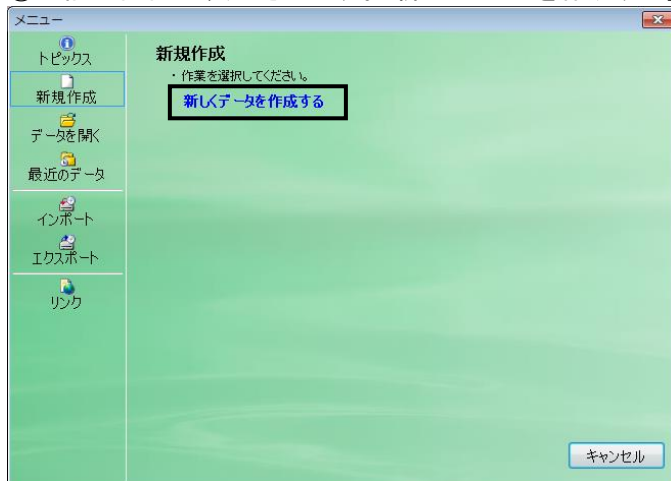 メニュー
トピックス
新規作成
データを開く
最近のデータ
インポート
エクスポート
リンク
新規作成
・作業を選択してください。
新しくデータを作成する
キャンセル